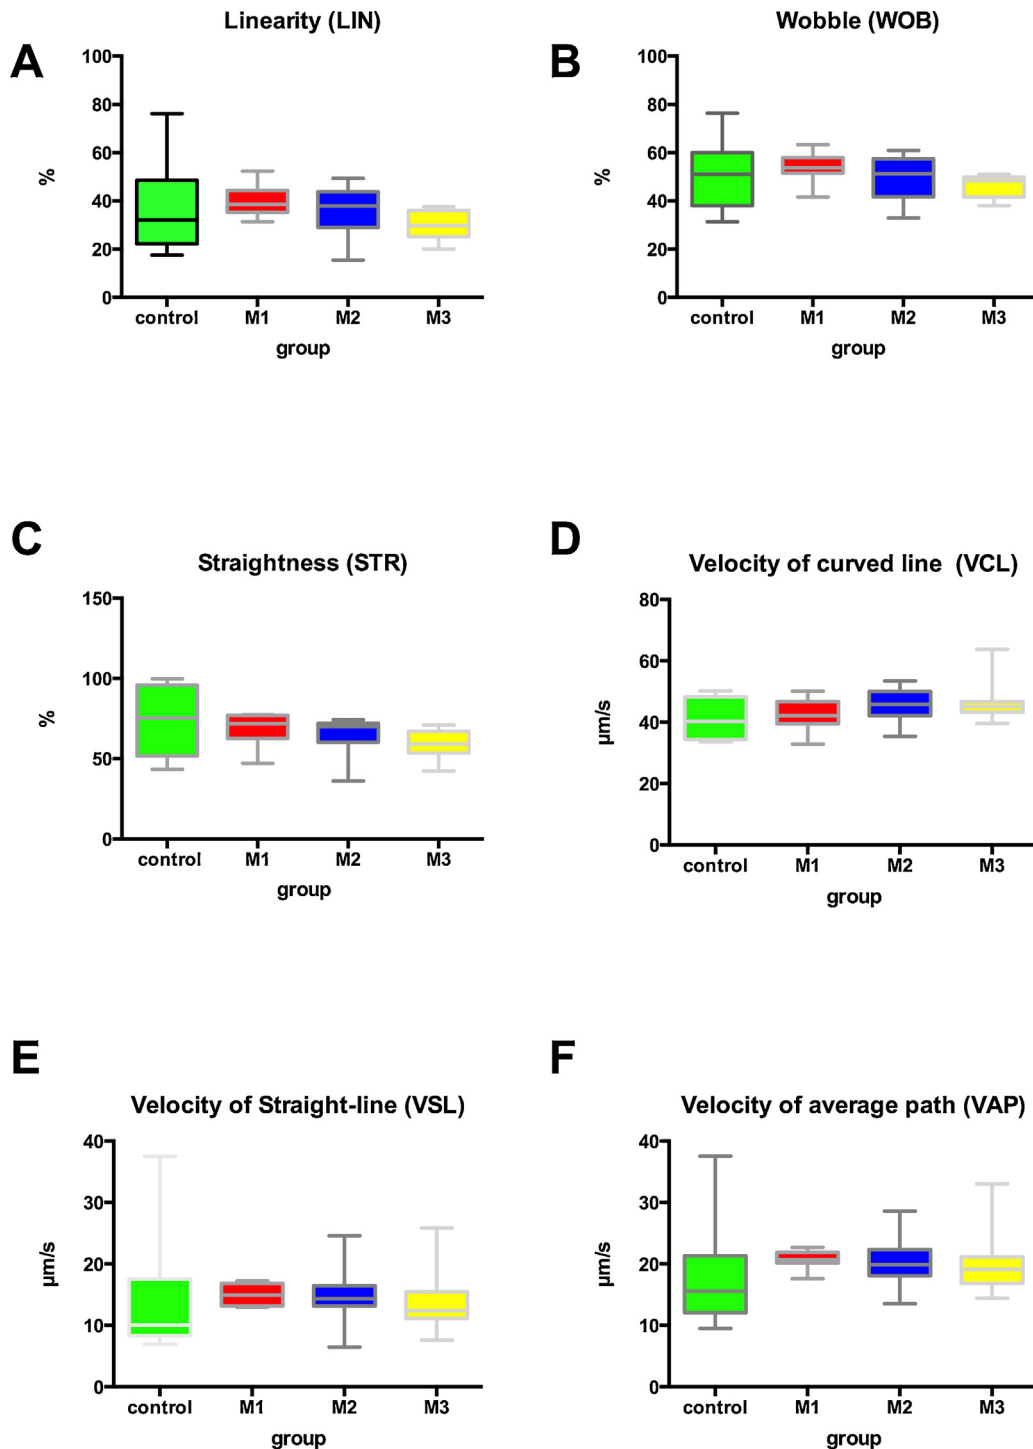 Linearity (LIN)
A
100
80
60
40
20
0
%
control M1 M2 M3
group
Wobble (WOB)
B
100
80
60
40
20
0
%
control M1 M2 M3
group
C
Straightness (STR)
150
100
50
0
%
control M1 M2 M3
group
D
Velocity of curved line (VCL)
80
60
40
20
0
µm/s
control M1 M2 M3
group
E
Velocity of Straight-line (VSL)
40
30
20
10
0
µm/s
control M1 M2 M3
group
F
Velocity of average path (VAP)
40
30
20
10
0
µm/s
control M1 M2 M3
group